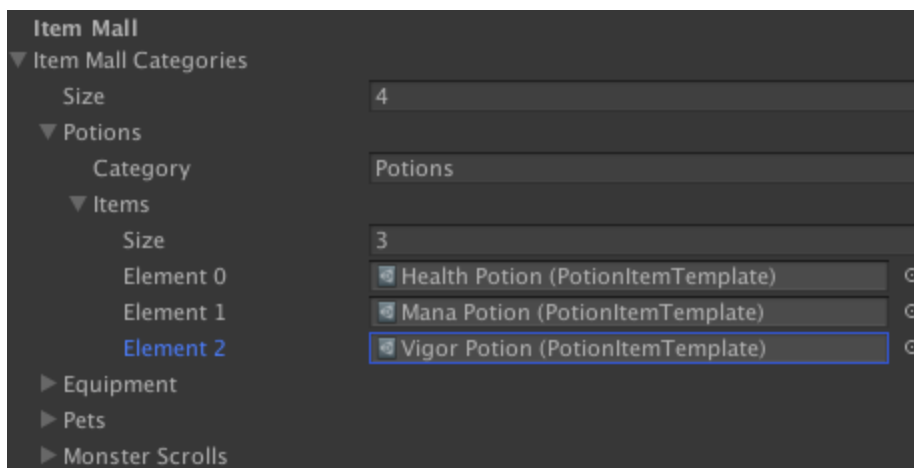 Item Mall
Item Mall Categories
Size 4
Potions
Category Potions
Items
Size 3
Element 0 Health Potion (PotionItemTemplate)
Element 1 Mana Potion (PotionItemTemplate)
Element 2 Vigor Potion (PotionItemTemplate)
Equipment
Pets
Monster Scrolls